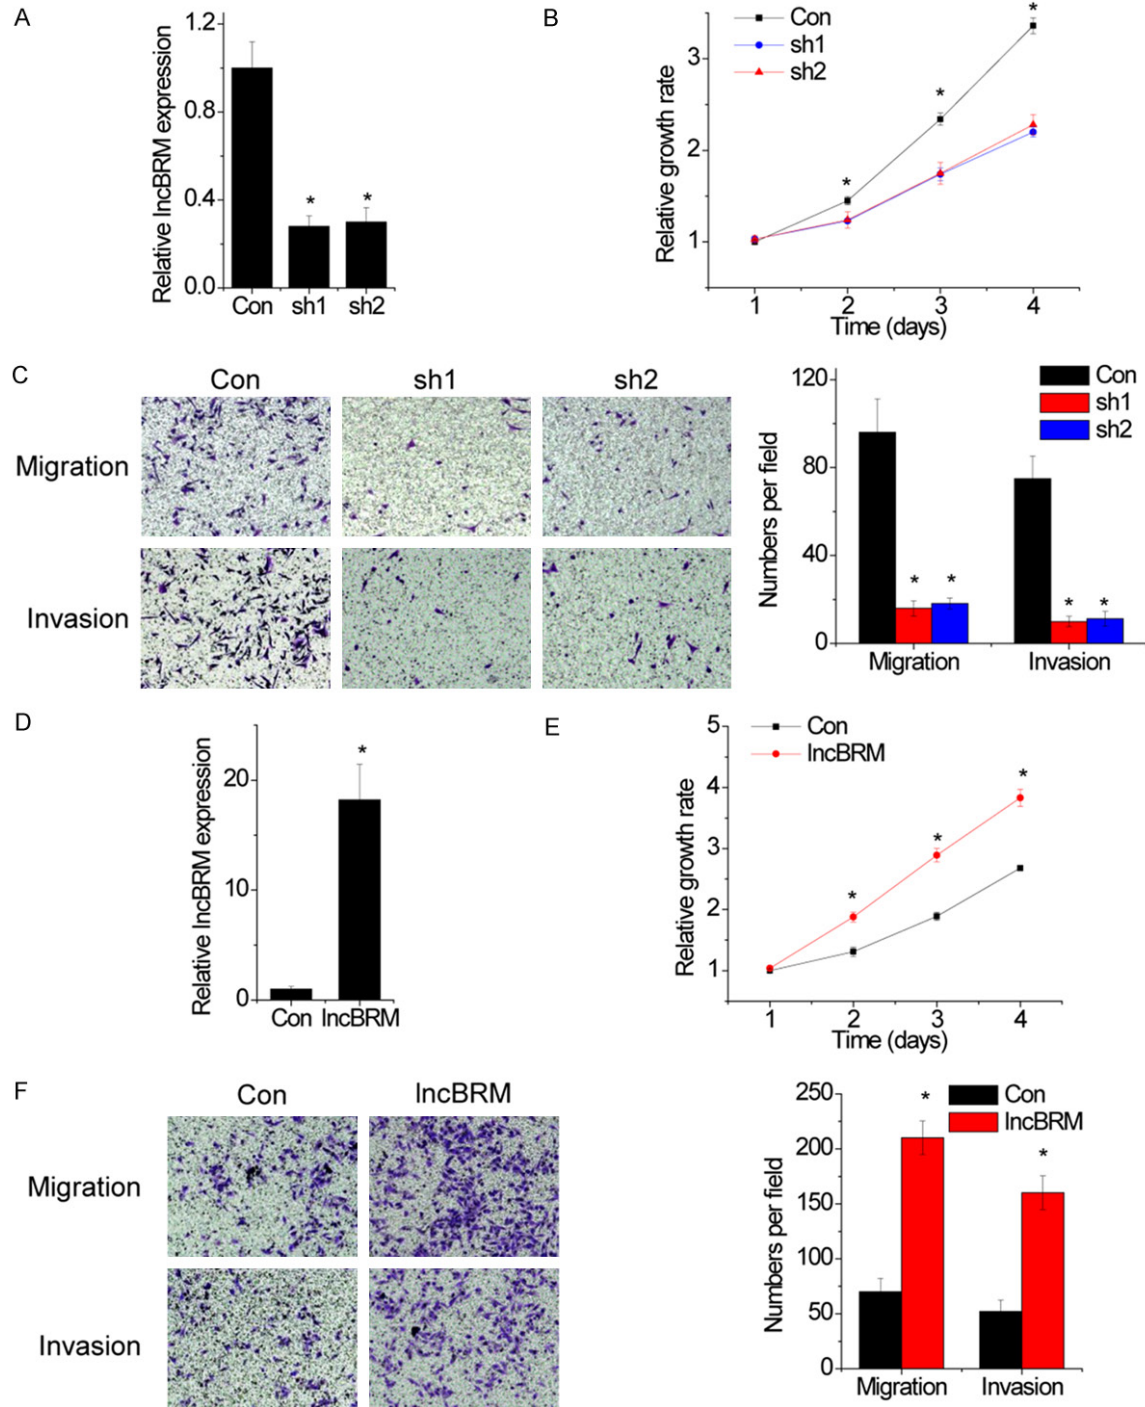 A
Relative lncBRM expression
1.2
0.8
0.4
0.0
*
*
Con sh1 sh2
B
Con
sh1
sh2
Relative growth rate
3
2
1
*
*
*
1 2 3 4
Time (days)
C
Con sh1 sh2
Migration
Invasion
Numbers per field
120
80
40
0
Con
sh1
sh2
* *
* *
Migration Invasion
D
Relative lncBRM expression
20
10
0
*
Con lncBRM
E
Con
lncBRM
Relative growth rate
5
4
3
2
1
*
*
*
1 2 3 4
Time (days)
F
Con lncBRM
Migration
Invasion
Numbers per field
250
200
150
100
50
0
Con
lncBRM
*
*
Migration Invasion